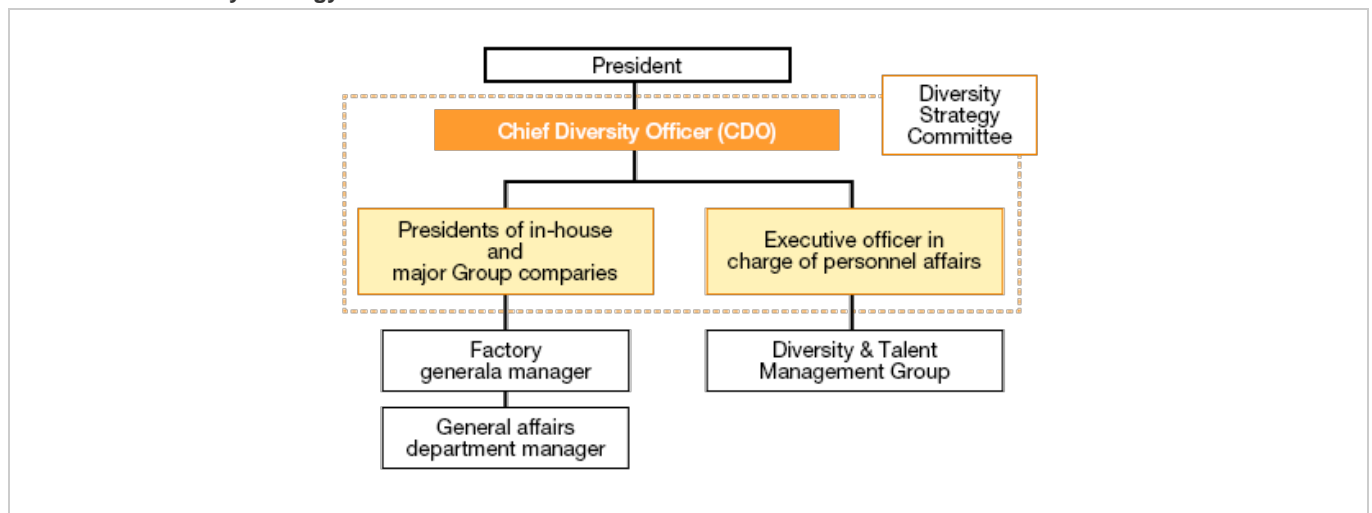 President
Diversity
Strategy
Committee
Chief Diversity Officer (CDO)
Presidents of in-house
and
major Group comparies
Executive officer in
charge of personnel affairs
Factory
generala manager
Diversity & Talent
Management Group
General affairs
department manager